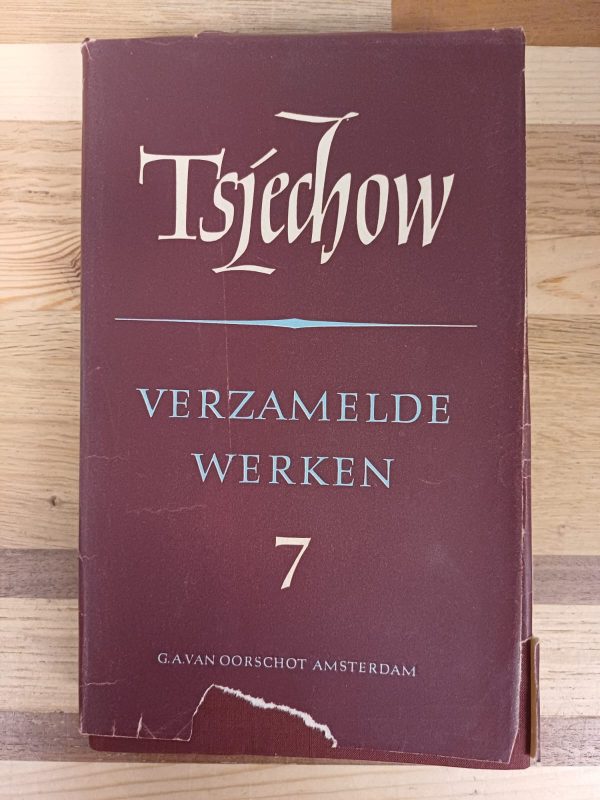 Tsjechow
VERZAMELDE
WERKEN
7
G.A.VAN OORSCHOT AMSTERDAM